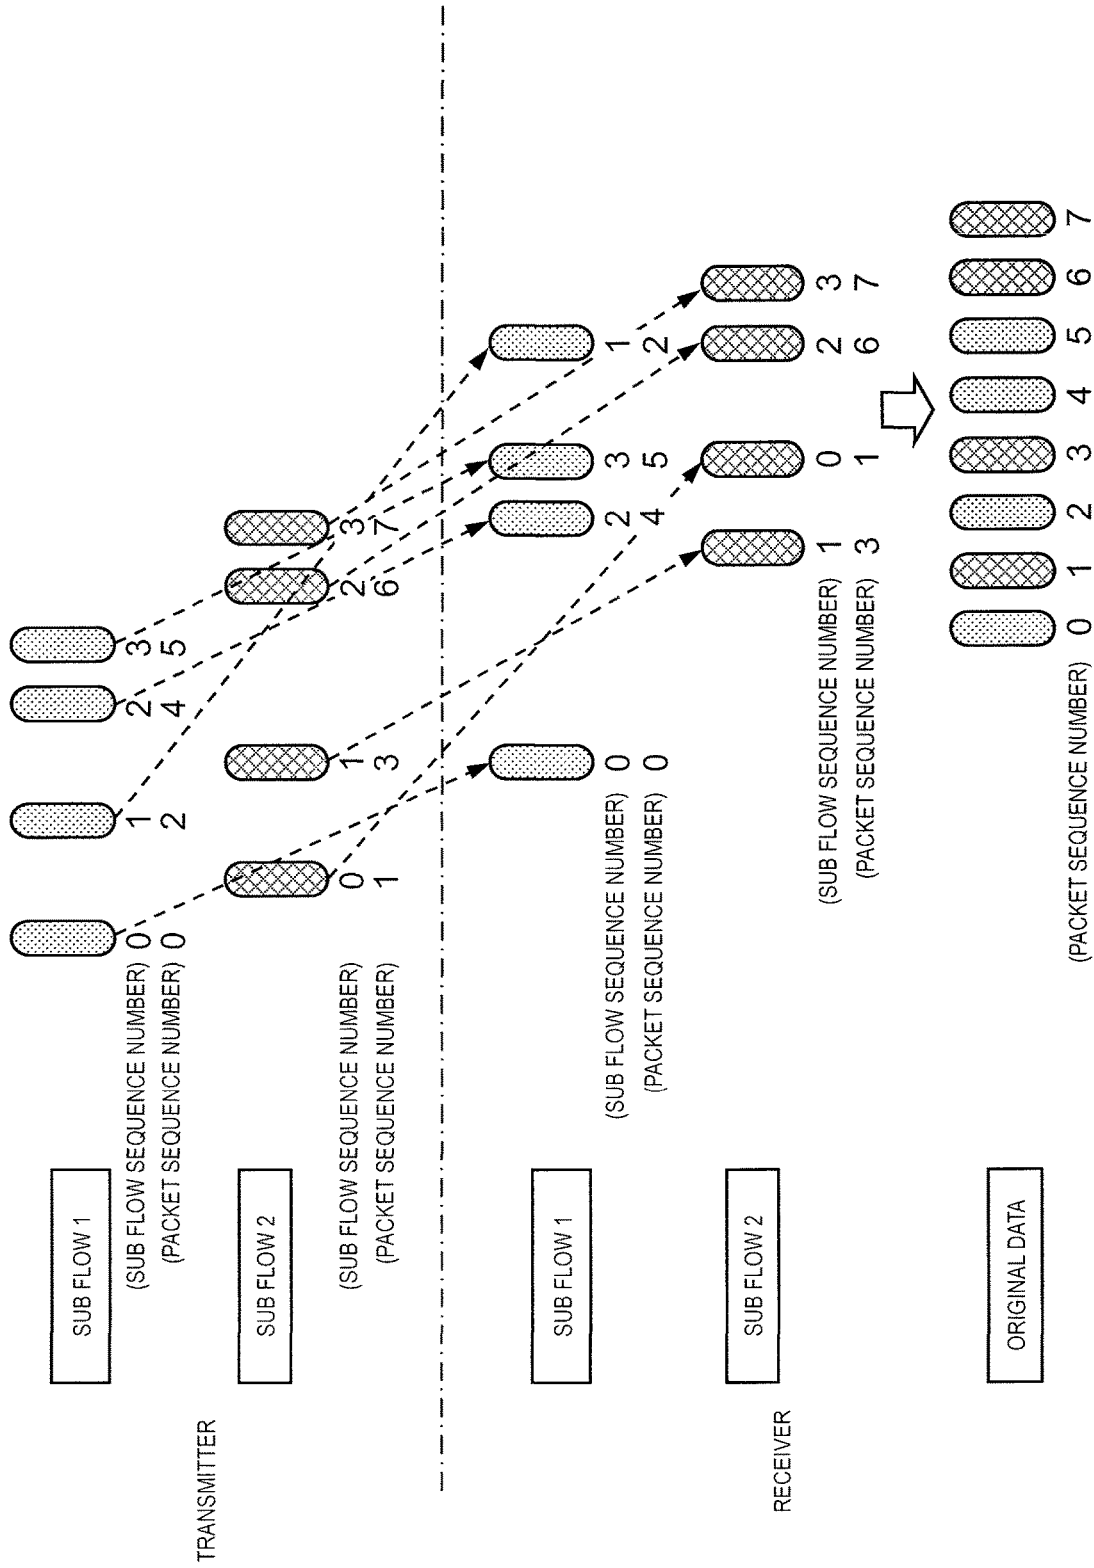 TRANSMITTER
SUB FLOW 1
(SUB FLOW SEQUENCE NUMBER) 0 1 2 3
(PACKET SEQUENCE NUMBER) 0 2 4 5
SUB FLOW 2
(SUB FLOW SEQUENCE NUMBER) 0 1 2 3
(PACKET SEQUENCE NUMBER) 1 3 6 7
RECEIVER
SUB FLOW 1
(SUB FLOW SEQUENCE NUMBER) 0 2 3 1
(PACKET SEQUENCE NUMBER) 0 4 5 2
SUB FLOW 2
(SUB FLOW SEQUENCE NUMBER) 1 0 2 3
(PACKET SEQUENCE NUMBER) 3 1 6 7
ORIGINAL DATA
(PACKET SEQUENCE NUMBER) 0 1 2 3 4 5 6 7